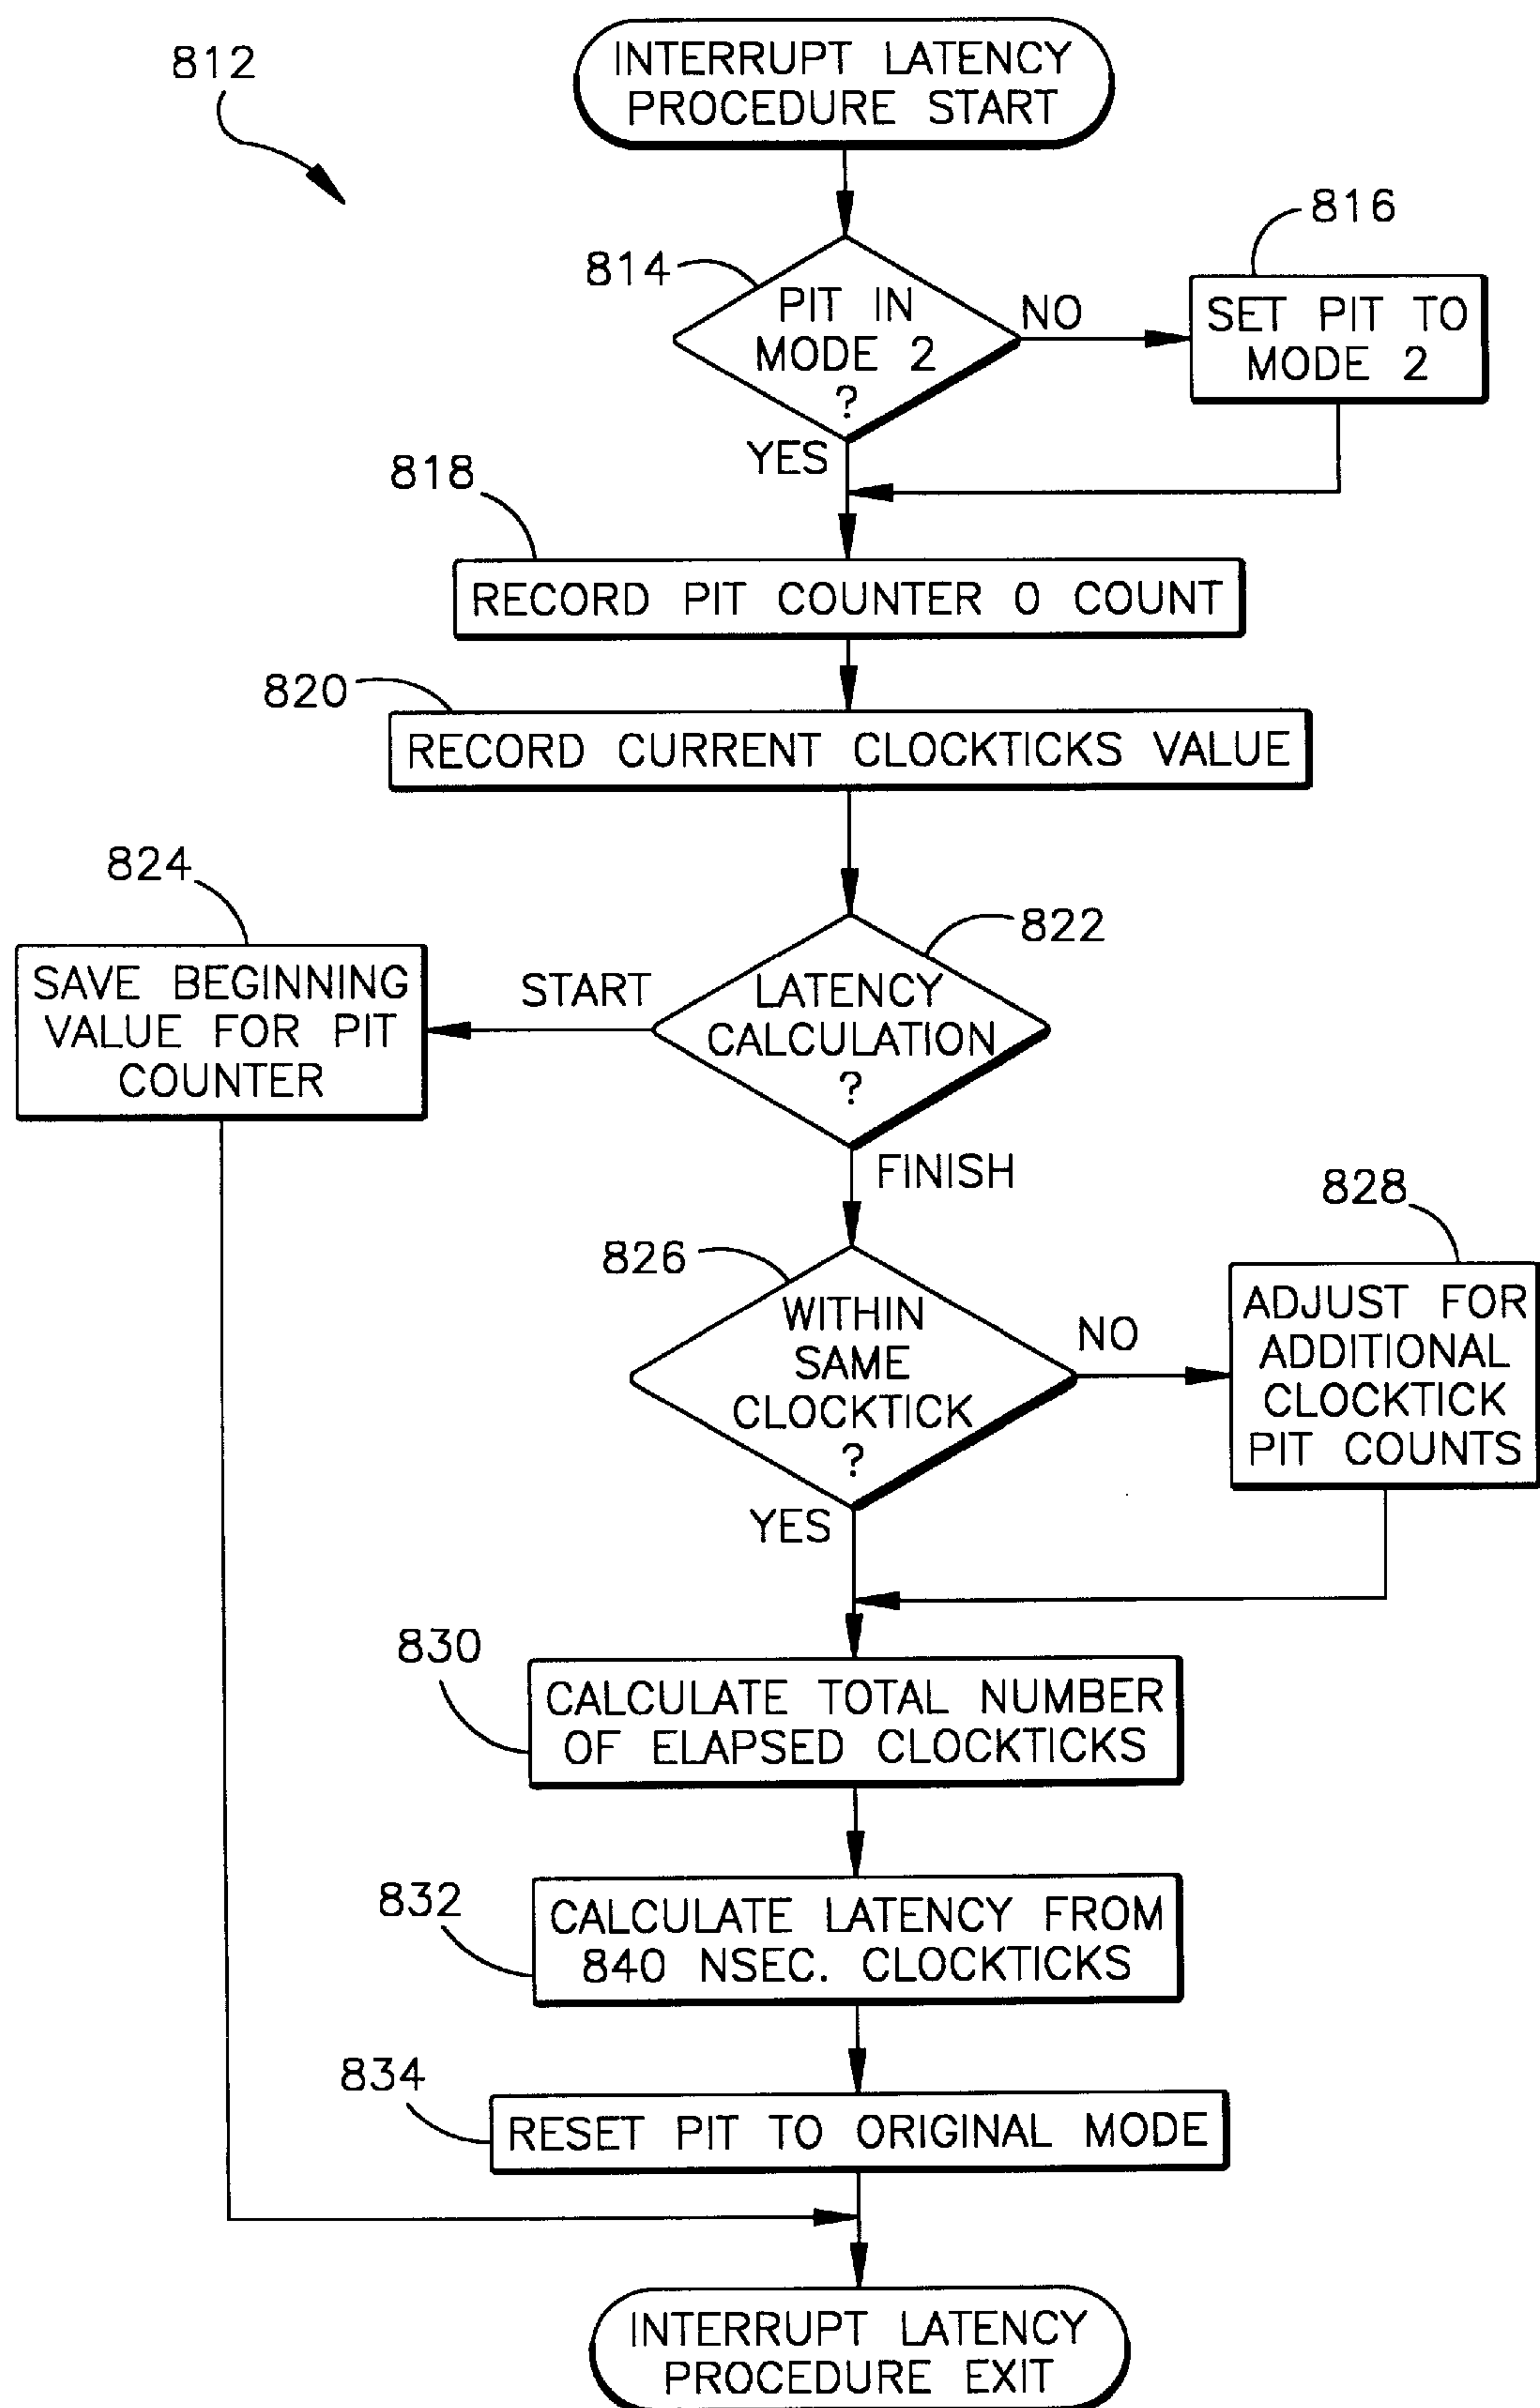 812
INTERRUPT LATENCY
PROCEDURE START
814
PIT IN
MODE 2
?
NO
816
SET PIT TO
MODE 2
YES
818
RECORD PIT COUNTER 0 COUNT
820
RECORD CURRENT CLOCKTICKS VALUE
822
LATENCY
CALCULATION
?
START
824
SAVE BEGINNING
VALUE FOR PIT
COUNTER
FINISH
826
WITHIN
SAME
CLOCKTICK
?
NO
828
ADJUST FOR
ADDITIONAL
CLOCKTICK
PIT COUNTS
YES
830
CALCULATE TOTAL NUMBER
OF ELAPSED CLOCKTICKS
832
CALCULATE LATENCY FROM
840 NSEC. CLOCKTICKS
834
RESET PIT TO ORIGINAL MODE
INTERRUPT LATENCY
PROCEDURE EXIT